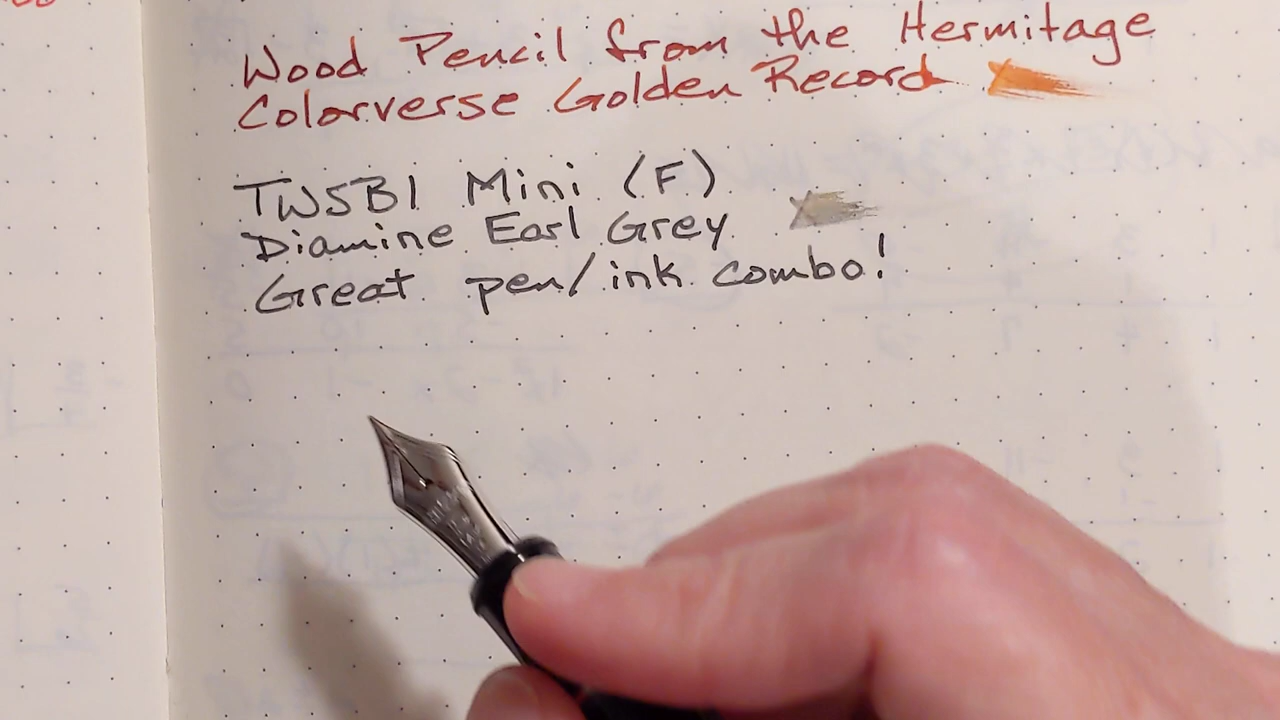 Wood Pencil from the Hermitage
Colorverse Golden Record
TWSBI Mini (F)
Diamine Earl Grey
Great pen/ink combo!